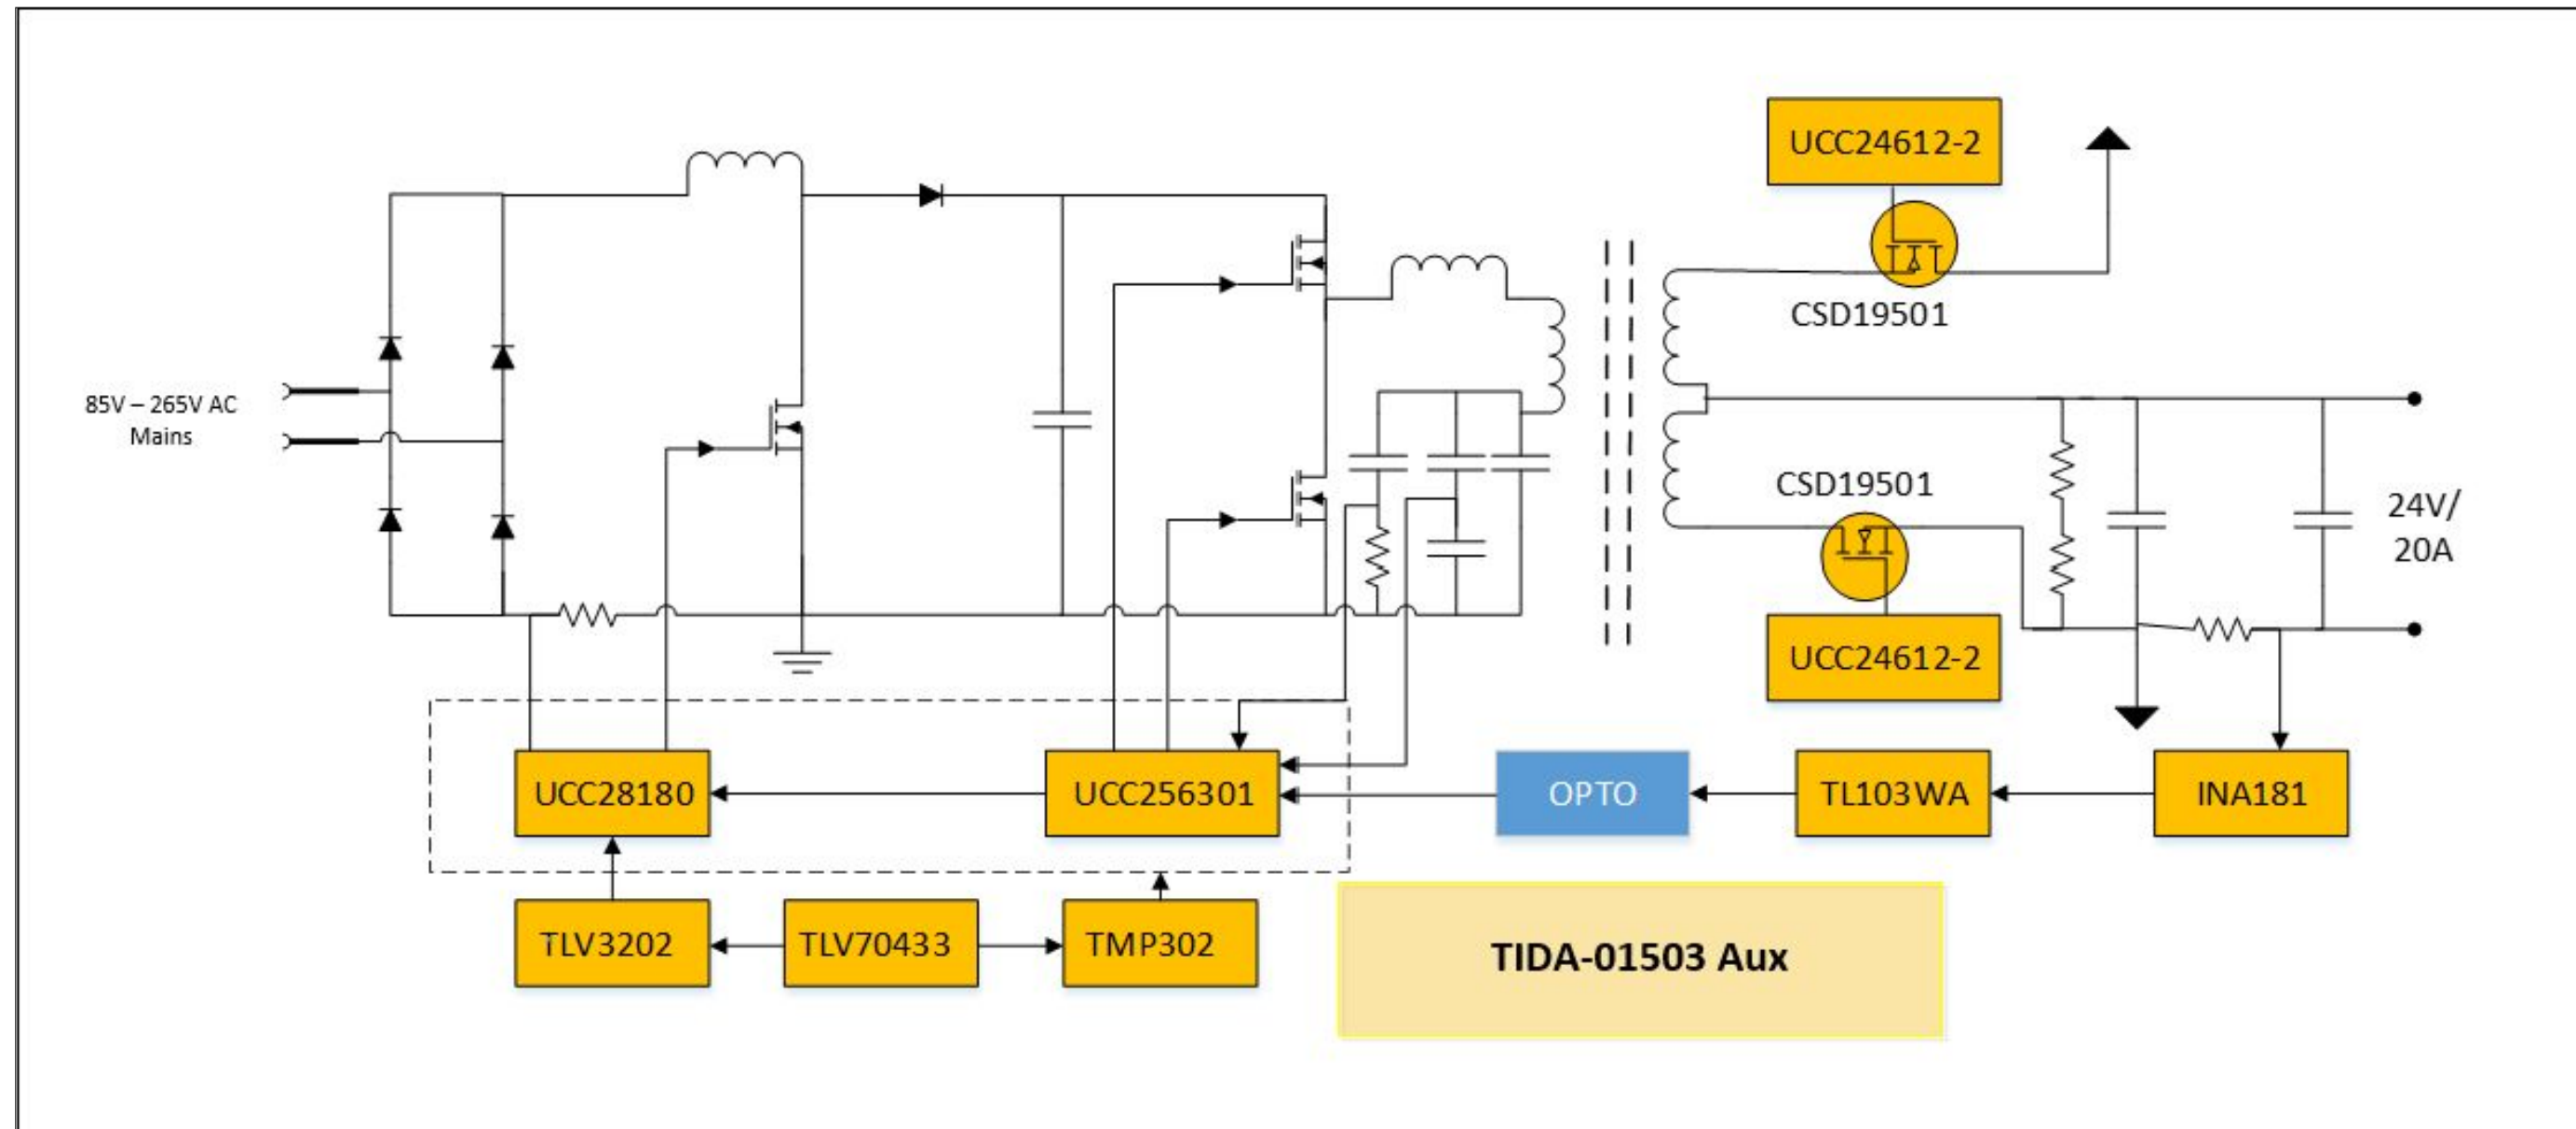 UCC24612-2
CSD19501
85V – 265V AC
Mains
CSD19501
24V/
20A
UCC24612-2
UCC28180
UCC256301
OPTO
TL103WA
INA181
TLV3202
TLV70433
TMP302
TIDA-01503 Aux